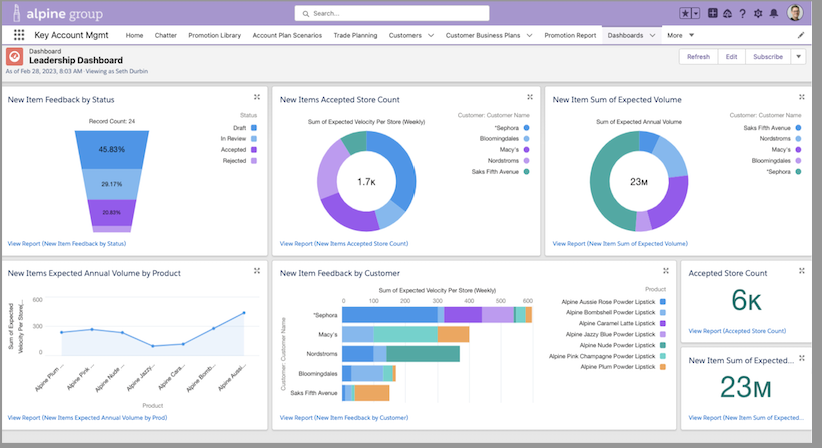 alpine group
Search...
Key Account Mgmt
Home Chatter Promotion Library Account Plan Scenarios Trade Planning Customers Customer Business Plans Promotion Report Dashboards More
Dashboard
Leadership Dashboard
As of Feb 28, 2023, 8:03 AM·Viewing as Seth Durbin
Refresh Edit Subscribe
New Item Feedback by Status
Record Count: 24
Status
Draft
In Review
Accepted
Rejected
45.83%
29.17%
20.83%
View Report (New Item Feedback by Status)
New Items Accepted Store Count
Sum of Expected Velocity Per Store (Weekly)
Customer: Customer Name
*Sephora
Bloomingdales
Macy's
Nordstroms
Saks Fifth Avenue
1.7K
View Report (New Items Accepted Store Count)
New Item Sum of Expected Volume
Sum of Expected Annual Volume
Customer: Customer Name
Saks Fifth Avenue
Nordstroms
Macy's
Bloomingdales
*Sephora
23M
View Report (New Item Sum of Expected Volume)
New Items Expected Annual Volume by Product
Sum of Expected
Velocity Per Store(...
600
300
0
Alpine Plum ...
Alpine Pink ...
Alpine Nude ...
Alpine Jazzy...
Alpine Cara...
Alpine Bomb...
Alpine Aussi...
Product
View Report (New Items Expected Annual Volume by Prod)
New Item Feedback by Customer
Sum of Expected Velocity Per Store (Weekly)
0 100 200 300 400 500 600
Customer: Customer Name
*Sephora
Macy's
Nordstroms
Bloomingdales
Saks Fifth Avenue
Product
Alpine Aussie Rose Powder Lipstick
Alpine Bombshell Powder Lipstick
Alpine Caramel Latte Lipstick
Alpine Jazzy Blue Powder Lipstick
Alpine Nude Powder Lipstick
Alpine Pink Champagne Powder Lipstick
Alpine Plum Powder Lipstick
View Report (New Item Feedback by Customer)
Accepted Store Count
6K
View Report (Accepted Store Count)
New Item Sum of Expected...
23M
View Report (New Item Sum of Expected...